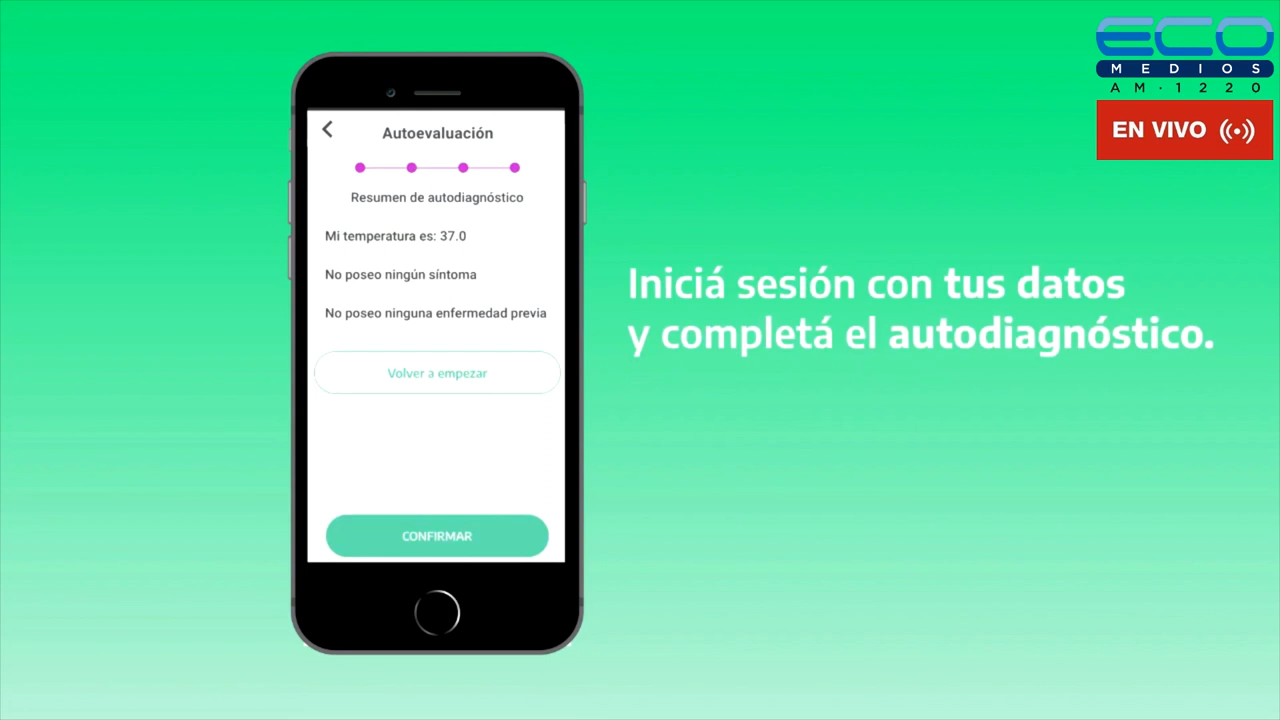 ECO
MEDIOS
AM·1220
EN VIVO
Autoevaluación
Resumen de autodiagnóstico
Mi temperatura es: 37.0
No poseo ningún síntoma
No poseo ninguna enfermedad previa
Volver a empezar
CONFIRMAR
Iniciá sesión con tus datos
y completá el autodiagnóstico.